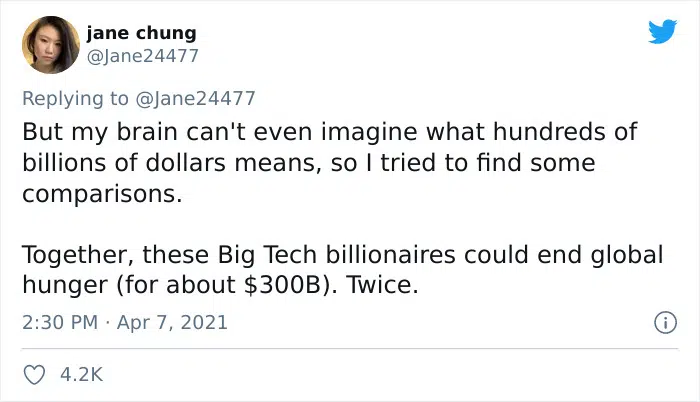 jane chung
@Jane24477
Replying to @Jane24477
But my brain can't even imagine what hundreds of
billions of dollars means, so I tried to find some
comparisons.
Together, these Big Tech billionaires could end global
hunger (for about $300B). Twice.
2:30 PM · Apr 7, 2021
4.2K